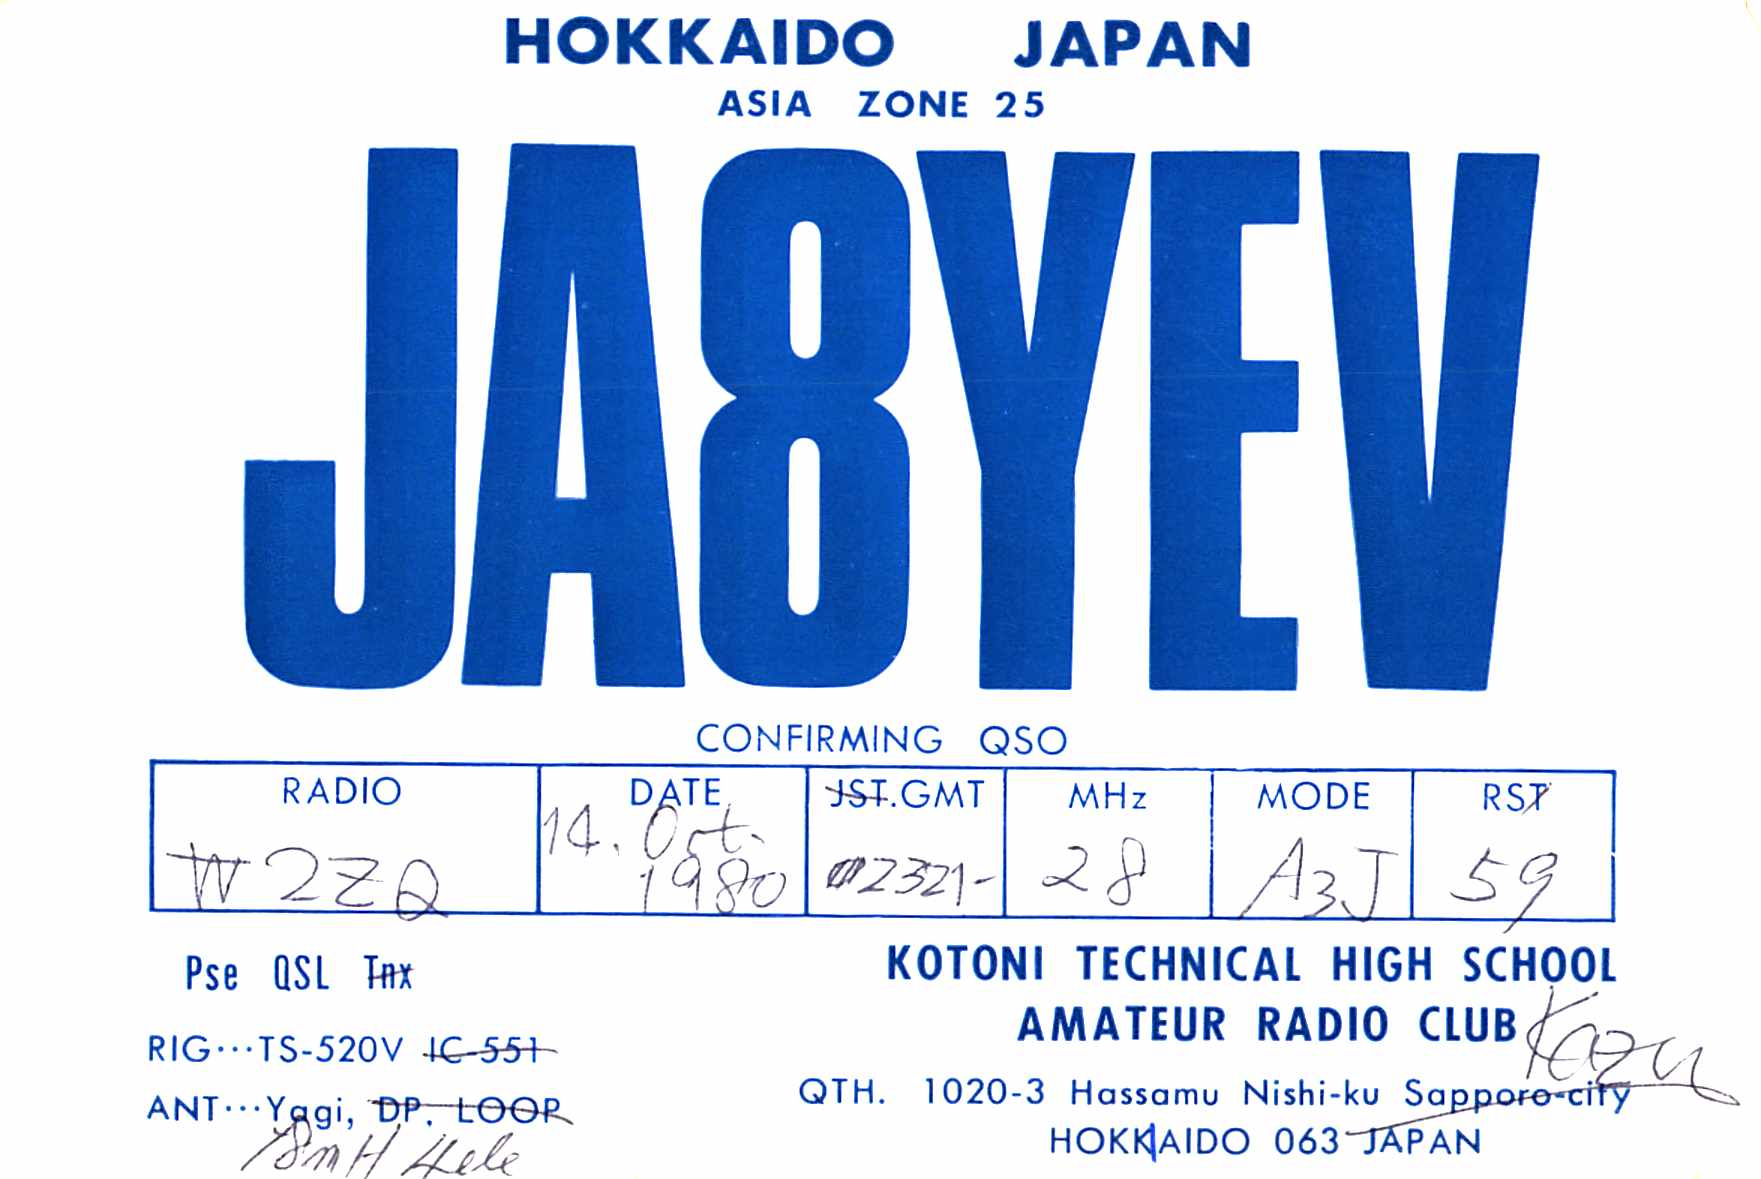 HOKKAIDO JAPAN
ASIA ZONE 25
JA8YEV
CONFIRMING QSO
RADIO DATE JST.GMT MHz MODE RST
W2ZQ 14. Oct. 1980 2321- 28 A3J 59
Pse QSL Tnx
KOTONI TECHNICAL HIGH SCHOOL
AMATEUR RADIO CLUB Kazu
RIG···TS-520V IC-551
ANT···Yagi, DP, LOOP
18mH 4ele
QTH. 1020-3 Hassamu Nishi-ku Sapporo-city
HOKKAIDO 063 JAPAN